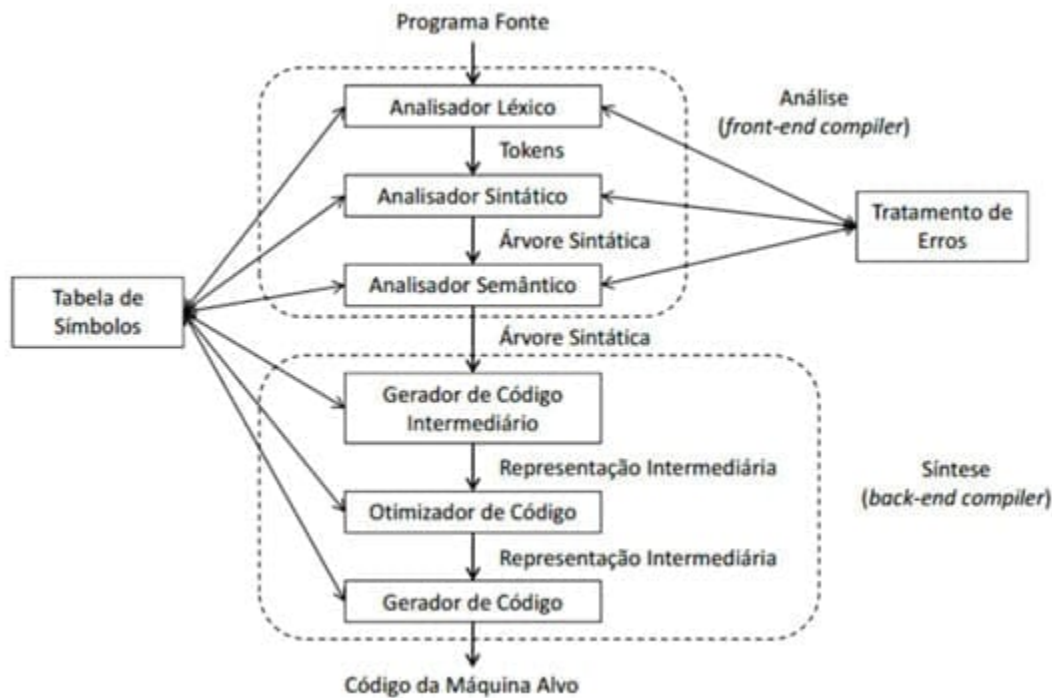 Programa Fonte
Analisador Léxico
Análise
(front-end compiler)
Tokens
Analisador Sintático
Tratamento de
Erros
Árvore Sintática
Analisador Semântico
Tabela de
Símbolos
Árvore Sintática
Gerador de Código
Intermediário
Representação Intermediária
Síntese
(back-end compiler)
Otimizador de Código
Representação Intermediária
Gerador de Código
Código da Máquina Alvo